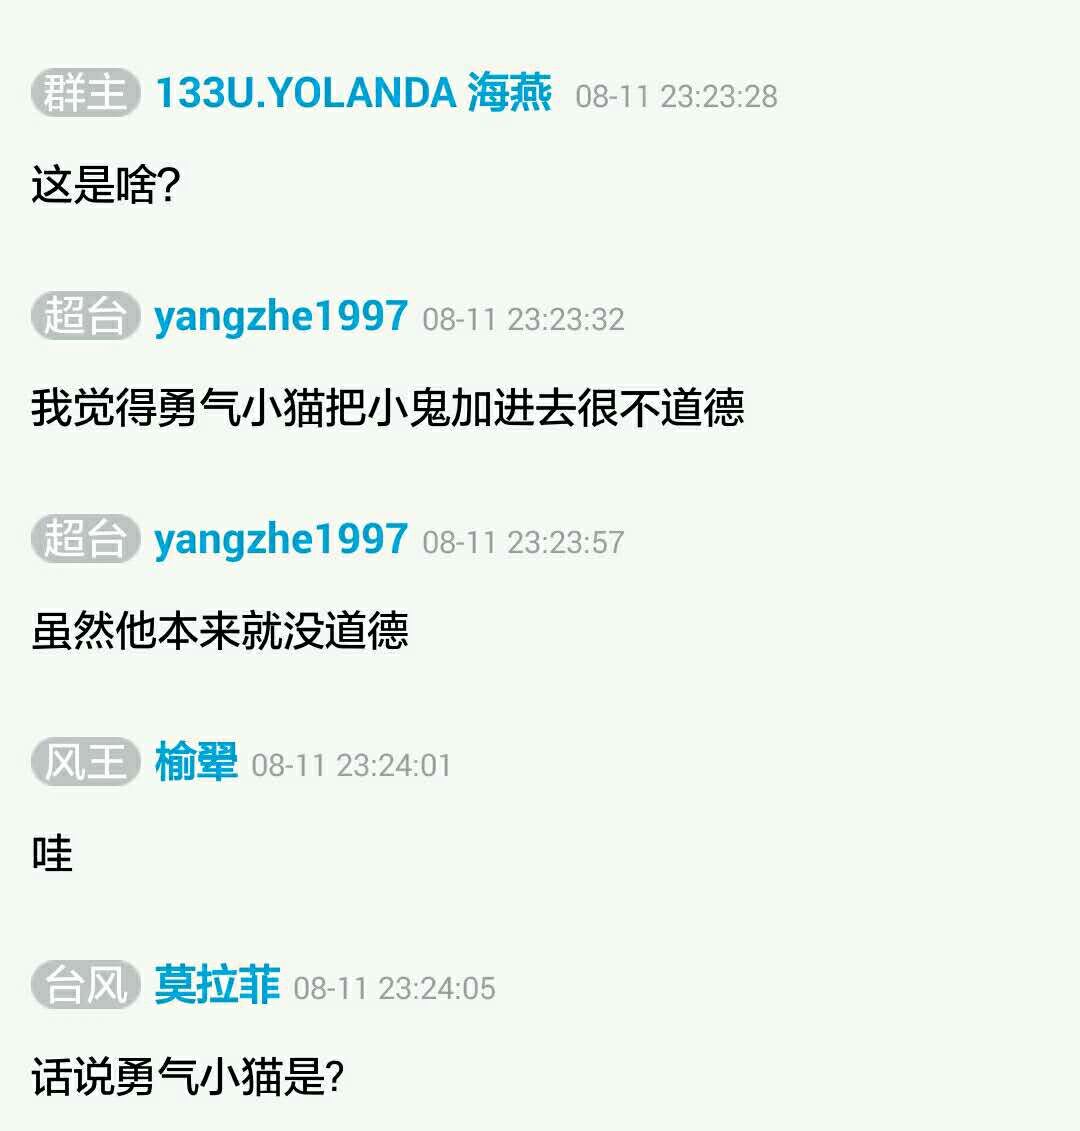 群主 133U.YOLANDA 海燕 08-11 23:23:28
这是啥?
超台 yangzhe1997 08-11 23:23:32
我觉得勇气小猫把小鬼加进去很不道德
超台 yangzhe1997 08-11 23:23:57
虽然他本来就没道德
风王 榆翚 08-11 23:24:01
哇
台风 莫拉菲 08-11 23:24:05
话说勇气小猫是?